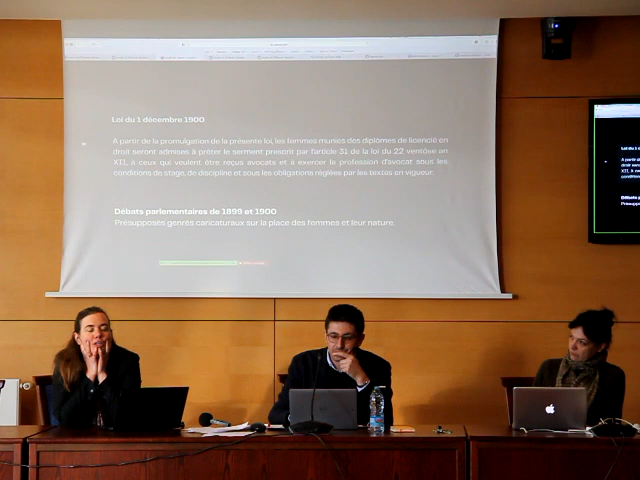 Loi du 1 décembre 1900
A partir de la promulgation de la présente loi, les femmes munies des diplômes de licencié en
droit seront admises à prêter le serment prescrit par l'article 31 de la loi du 22 ventôse an
XII, à ceux qui veulent être reçus avocats et à exercer la profession d'avocat sous les
conditions de stage, de discipline et sous les obligations réglées par les textes en vigueur.
Débats parlementaires de 1899 et 1900
Présupposés genrés caricaturaux sur la place des femmes et leur nature.